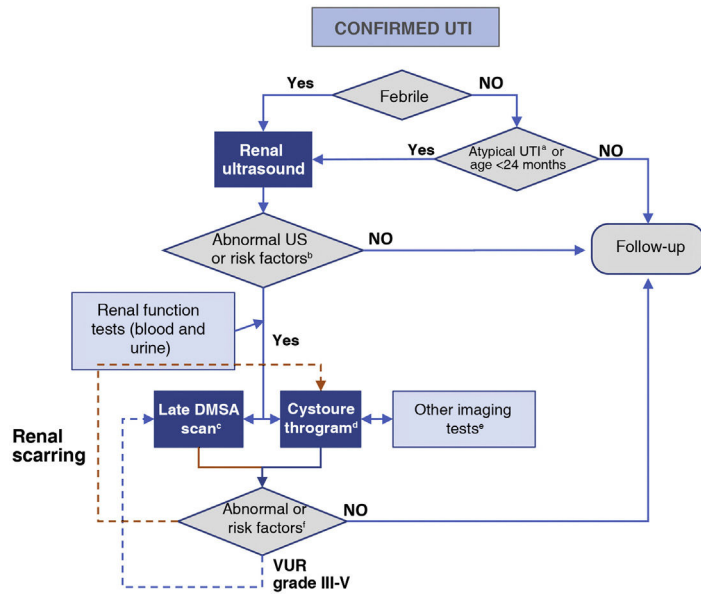 CONFIRMED UTI
Yes
NO
Febrile
Renal
ultrasound
Yes
Atypical UTIᵃ or
age <24 months
NO
Abnormal US
or risk factorsᵇ
NO
Follow-up
Renal function
tests (blood and
urine)
Yes
Late DMSA
scanᶜ
Cystoure
throgramᵈ
Other imaging
testsᵉ
Renal
scarring
Abnormal or
risk factorsᶠ
NO
VUR
grade III-V